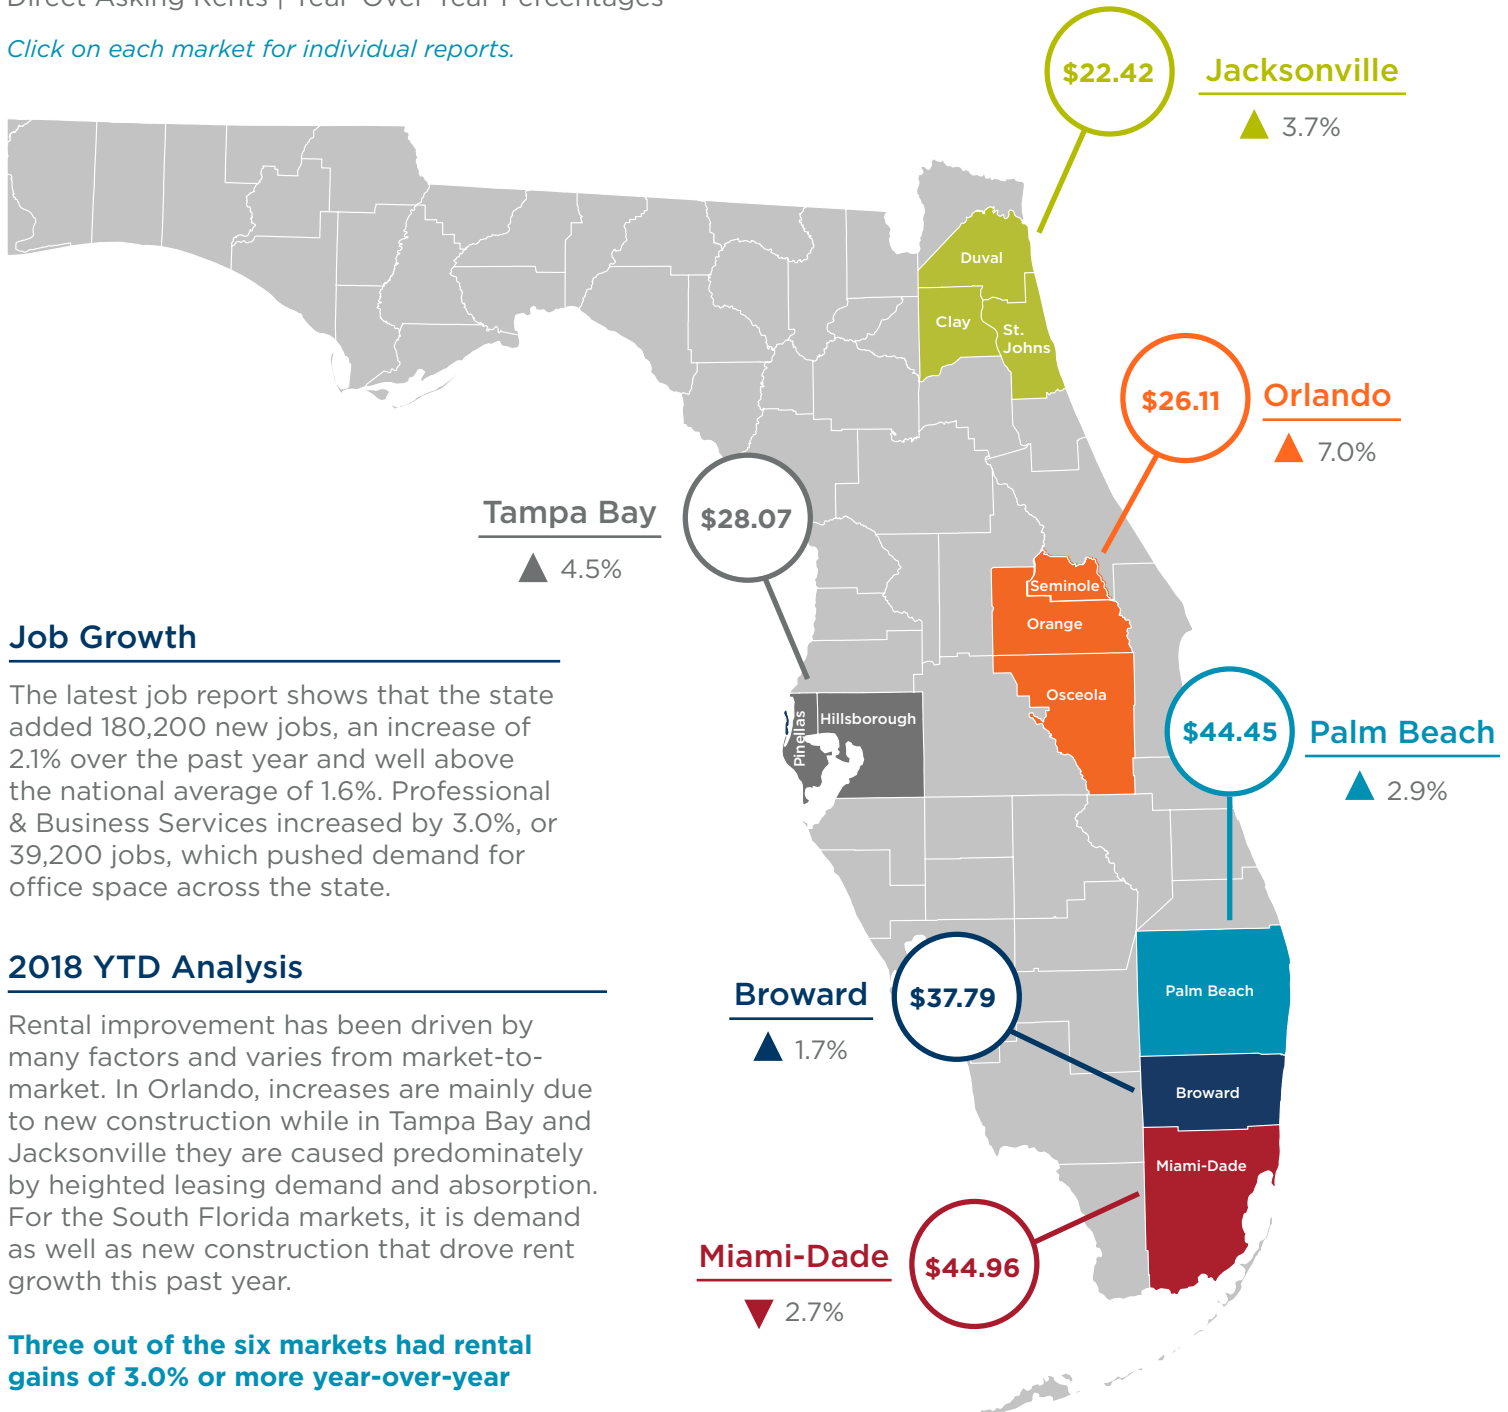 Direct Asking Rents | Year-Over-Year Percentages
Click on each market for individual reports.
$22.42
Jacksonville
▲ 3.7%
Duval
Clay
St.
Johns
$26.11
Orlando
▲ 7.0%
Tampa Bay
$28.07
▲ 4.5%
Seminole
Orange
Osceola
Pinellas
Hillsborough
Job Growth
The latest job report shows that the state
added 180,200 new jobs, an increase of
2.1% over the past year and well above
the national average of 1.6%. Professional
& Business Services increased by 3.0%, or
39,200 jobs, which pushed demand for
office space across the state.
$44.45
Palm Beach
▲ 2.9%
2018 YTD Analysis
Rental improvement has been driven by
many factors and varies from market-to-
market. In Orlando, increases are mainly due
to new construction while in Tampa Bay and
Jacksonville they are caused predominately
by heighted leasing demand and absorption.
For the South Florida markets, it is demand
as well as new construction that drove rent
growth this past year.
Three out of the six markets had rental
gains of 3.0% or more year-over-year
Broward
$37.79
▲ 1.7%
Palm Beach
Broward
Miami-Dade
Miami-Dade
$44.96
▼ 2.7%